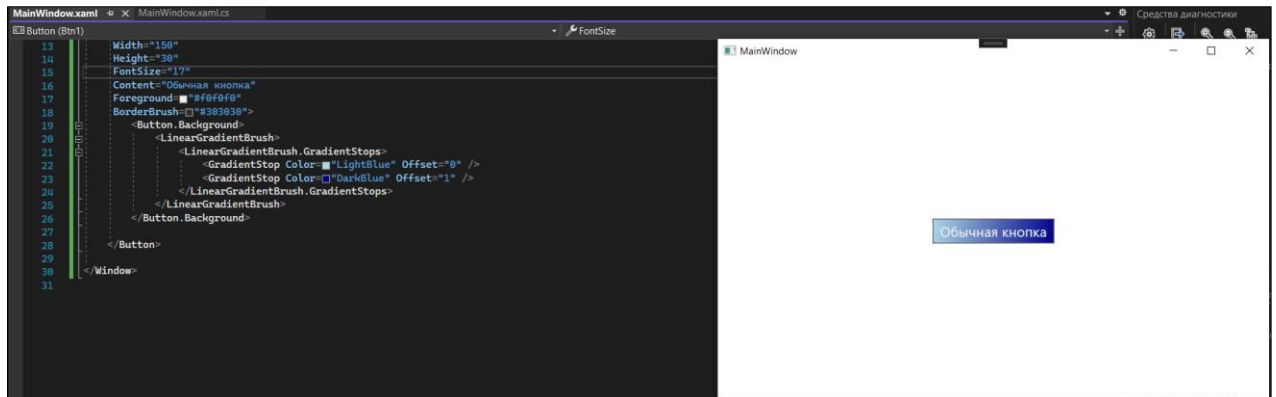 MainWindow.xaml MainWindow.xaml.cs
Средства диагностики
Button (Btn1) FontSize
MainWindow
13 Width="150"
14 Height="30"
15 FontSize="17"
16 Content="Обычная кнопка"
17 Foreground="#f0f0f0"
18 BorderBrush="#303030">
19 <Button.Background>
20 <LinearGradientBrush>
21 <LinearGradientBrush.GradientStops>
22 <GradientStop Color="LightBlue" Offset="0" />
23 <GradientStop Color="DarkBlue" Offset="1" />
24 </LinearGradientBrush.GradientStops>
25 </LinearGradientBrush>
26 </Button.Background>
27
28 </Button>
29
30 </Window>
31
Обычная кнопка